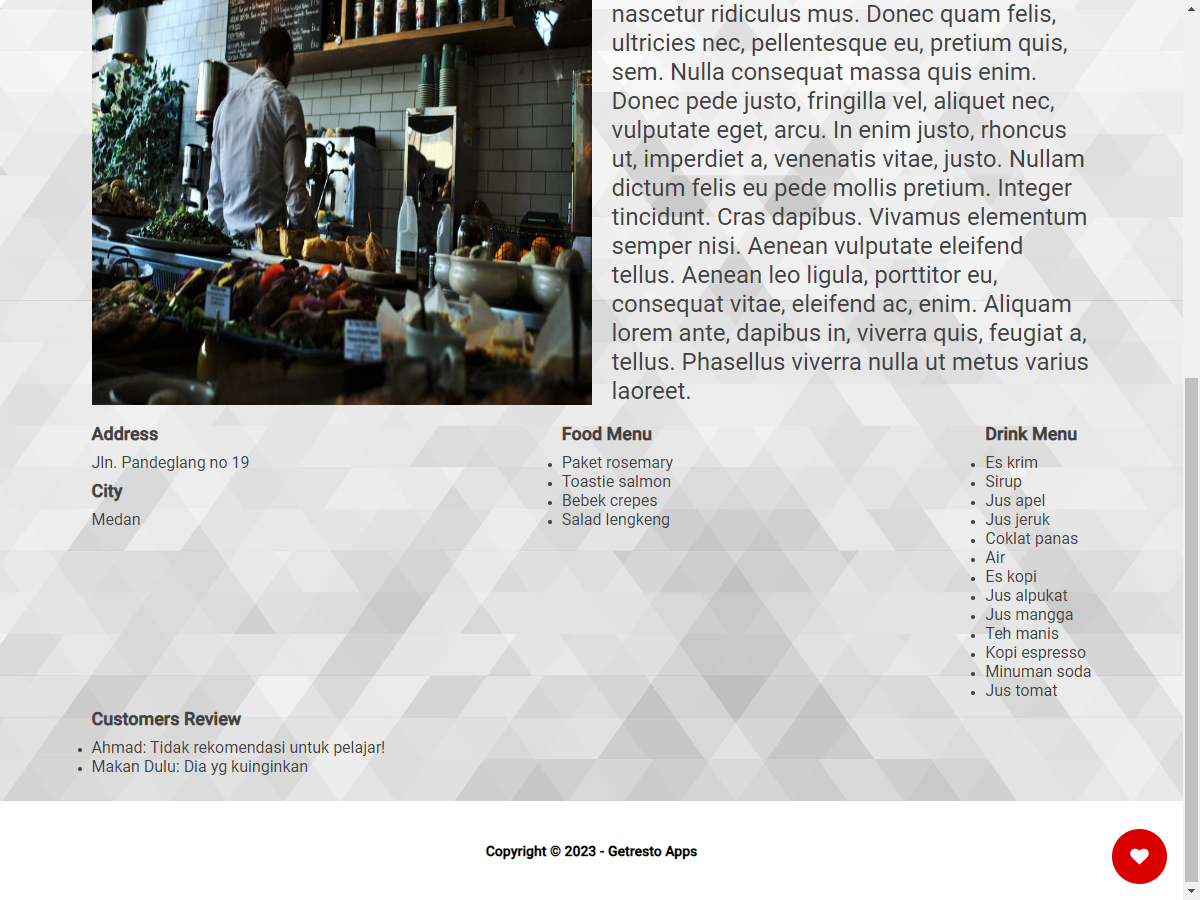 nascetur ridiculus mus. Donec quam felis,
ultricies nec, pellentesque eu, pretium quis,
sem. Nulla consequat massa quis enim.
Donec pede justo, fringilla vel, aliquet nec,
vulputate eget, arcu. In enim justo, rhoncus
ut, imperdiet a, venenatis vitae, justo. Nullam
dictum felis eu pede mollis pretium. Integer
tincidunt. Cras dapibus. Vivamus elementum
semper nisi. Aenean vulputate eleifend
tellus. Aenean leo ligula, porttitor eu,
consequat vitae, eleifend ac, enim. Aliquam
lorem ante, dapibus in, viverra quis, feugiat a,
tellus. Phasellus viverra nulla ut metus varius
laoreet.
Address
Jln. Pandeglang no 19
City
Medan
Food Menu
Paket rosemary
Toastie salmon
Bebek crepes
Salad lengkeng
Drink Menu
Es krim
Sirup
Jus apel
Jus jeruk
Coklat panas
Air
Es kopi
Jus alpukat
Jus mangga
Teh manis
Kopi espresso
Minuman soda
Jus tomat
Customers Review
Ahmad: Tidak rekomendasi untuk pelajar!
Makan Dulu: Dia yg kuinginkan
Copyright © 2023 - Getresto Apps